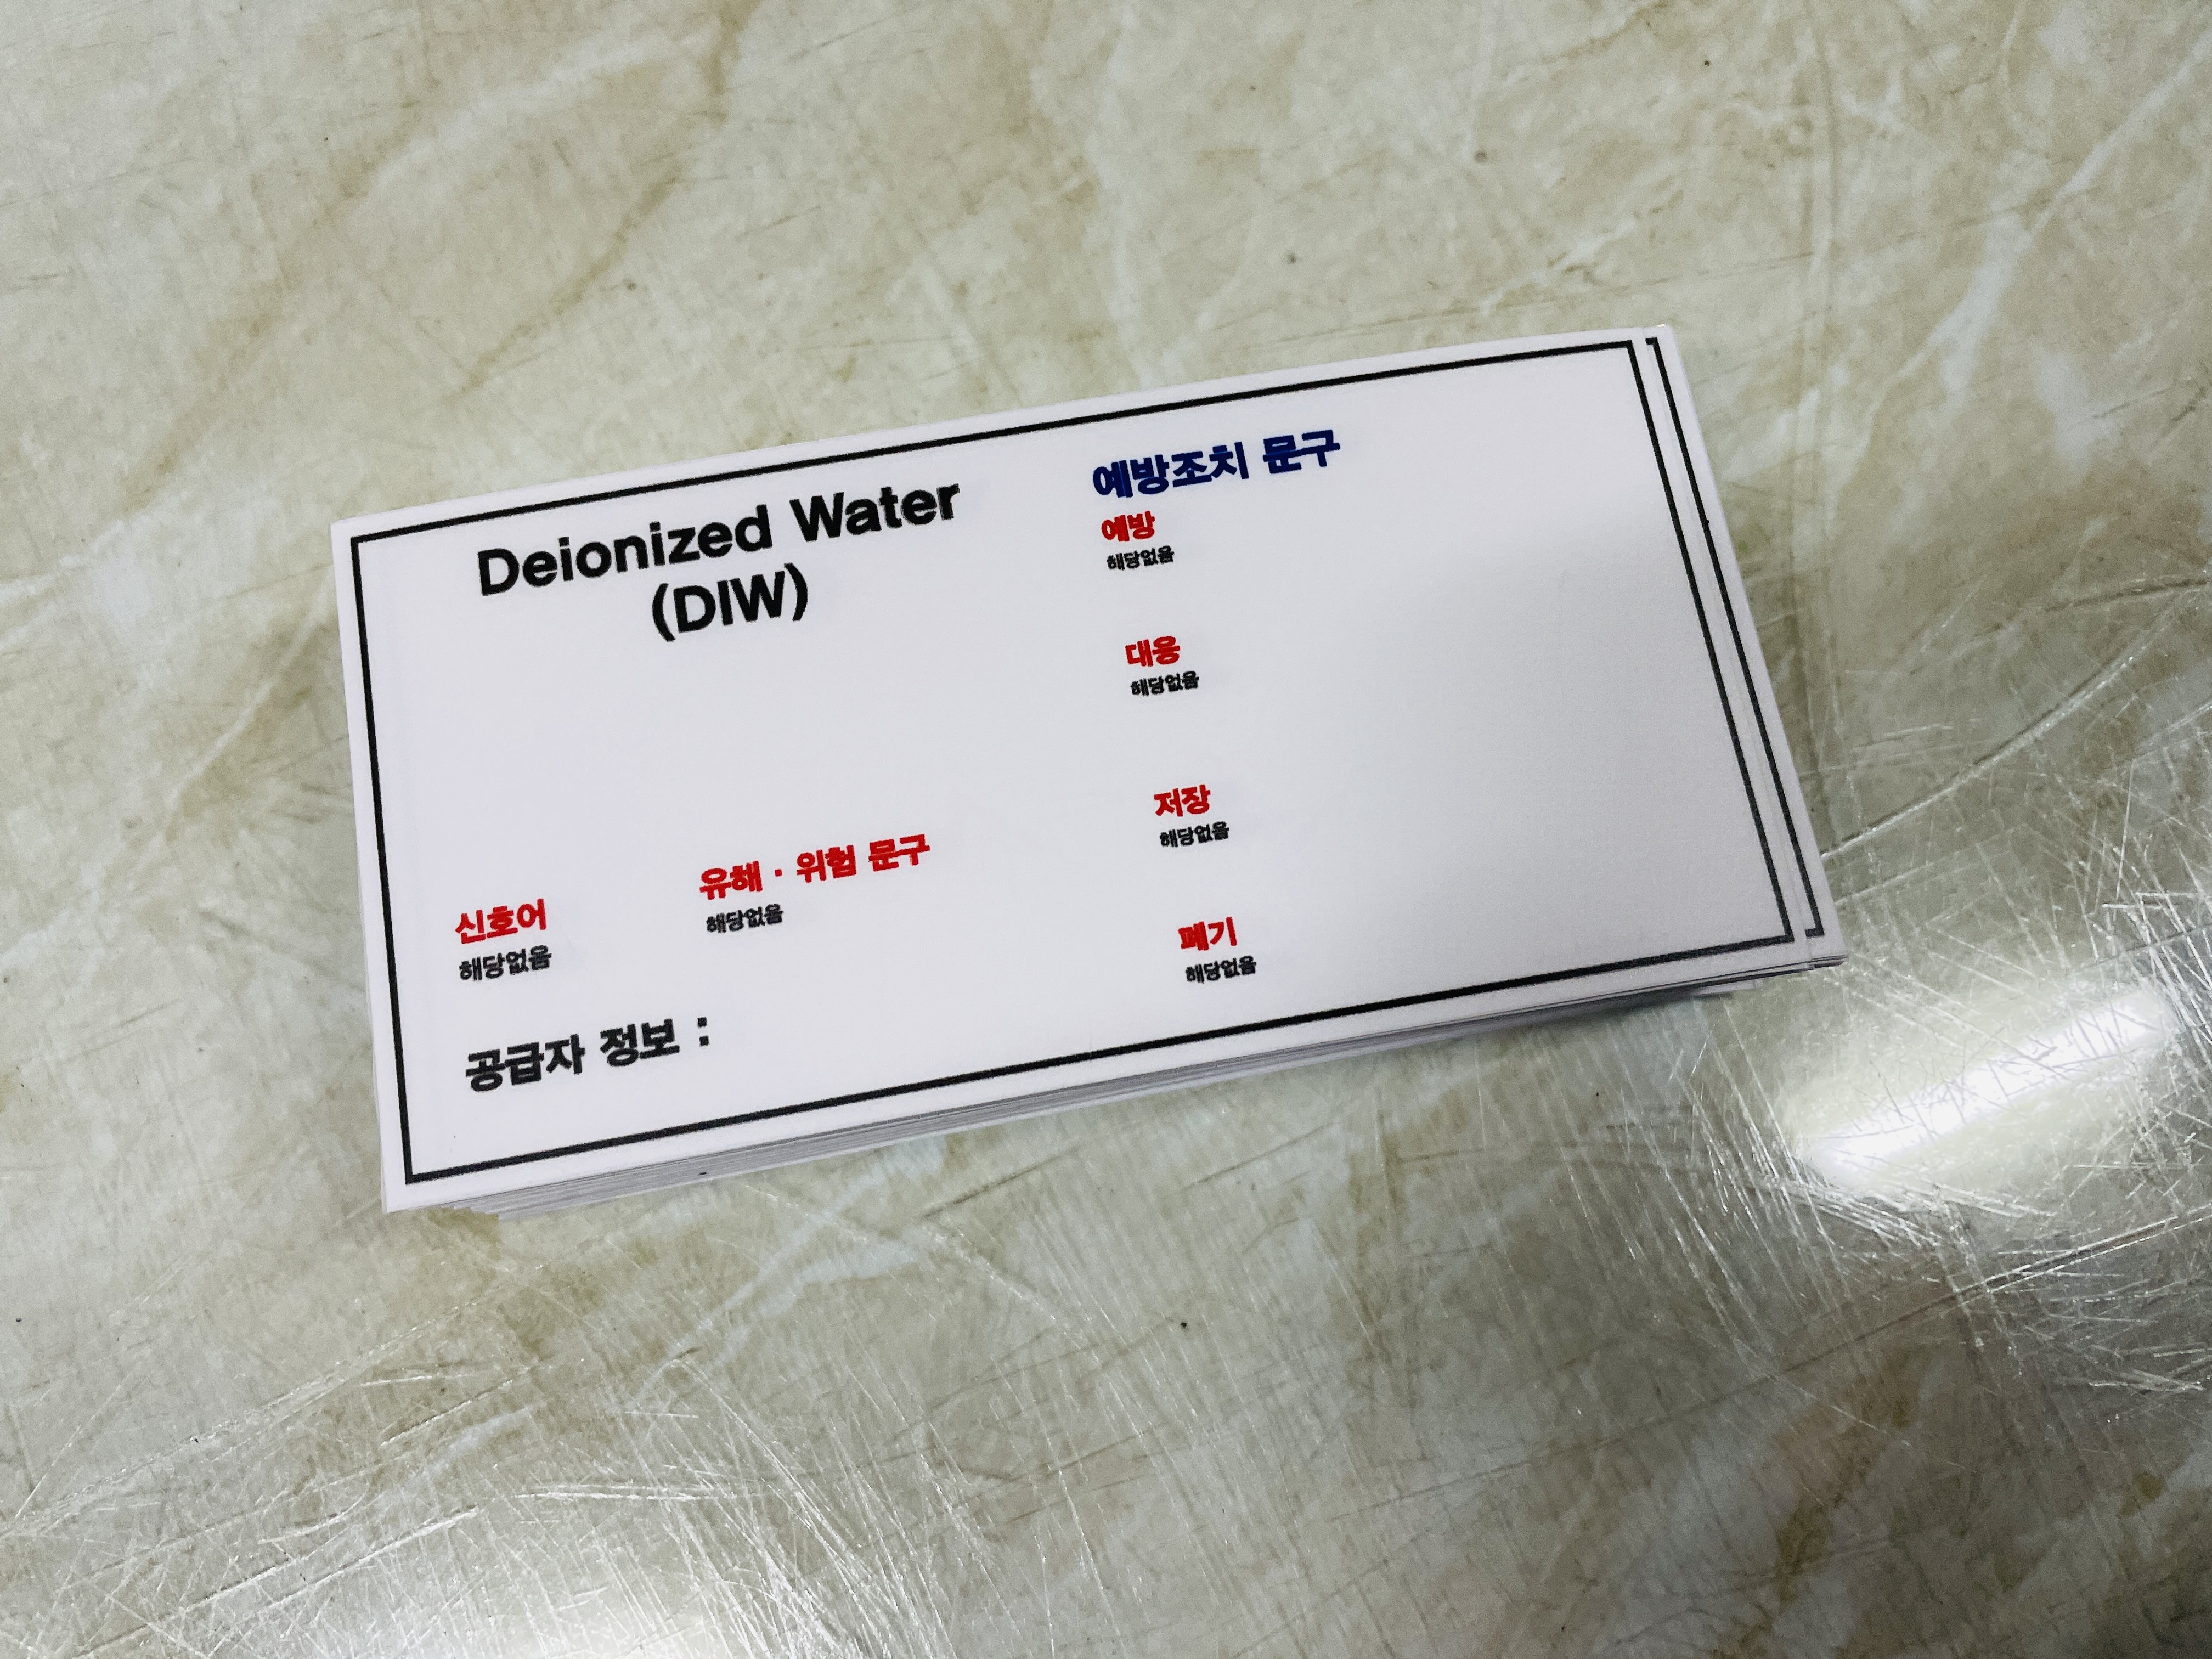 Deionized Water
(DIW)
신호어
해당없음
유해 · 위험 문구
해당없음
공급자 정보 :
예방조치 문구
예방
해당없음
대응
해당없음
저장
해당없음
폐기
해당없음